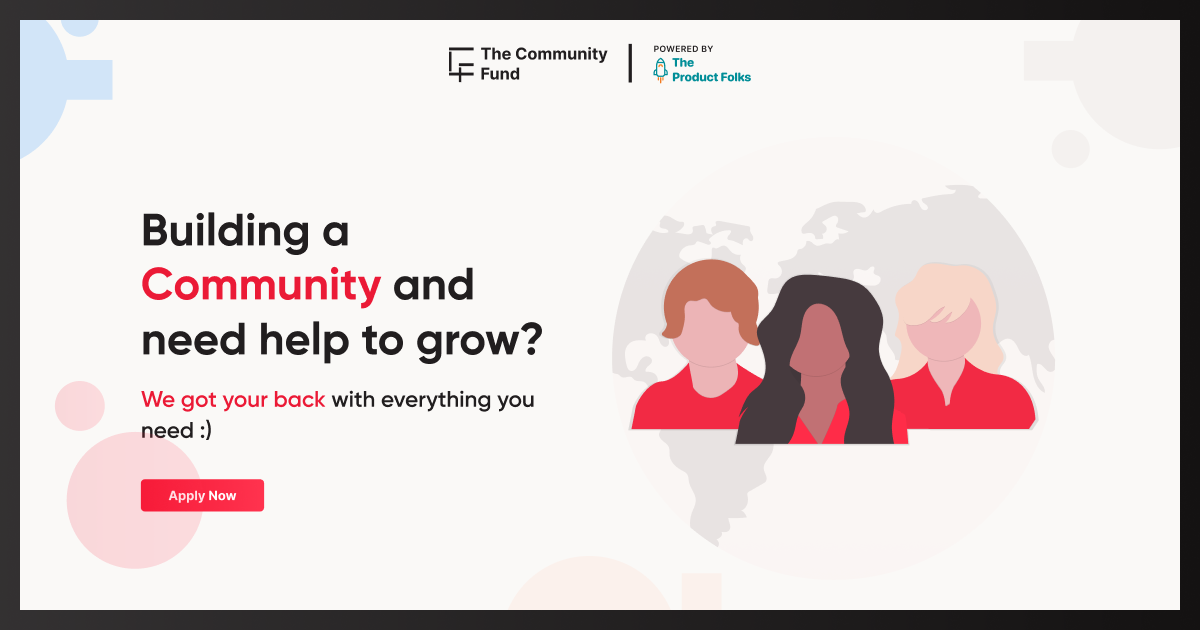 The Community
Fund
POWERED BY
The
Product Folks
Building a
Community and
need help to grow?
We got your back with everything you
need :)
Apply Now